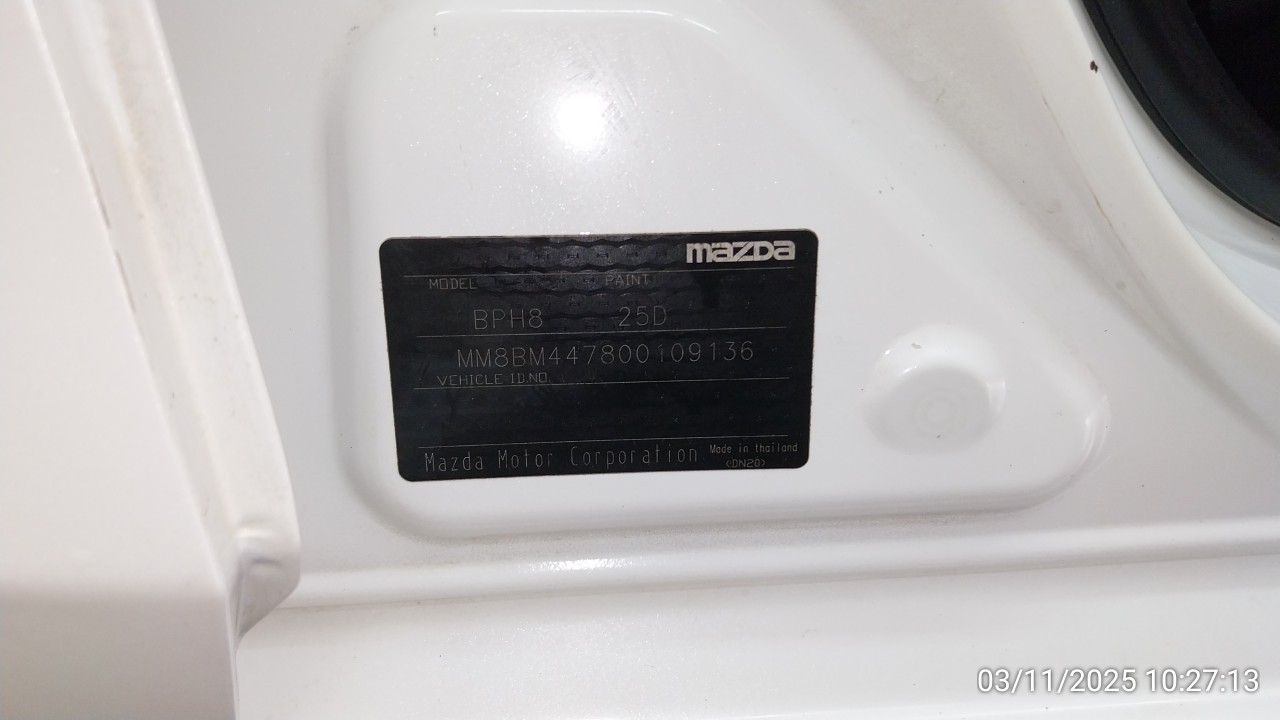 mazda
MODEL PAINT
BPH8 25D
MM8BM447800109136
VEHICLE ID.NO.
Mazda Motor Corporation Made in thailand
<DN20>
03/11/2025 10:27:13